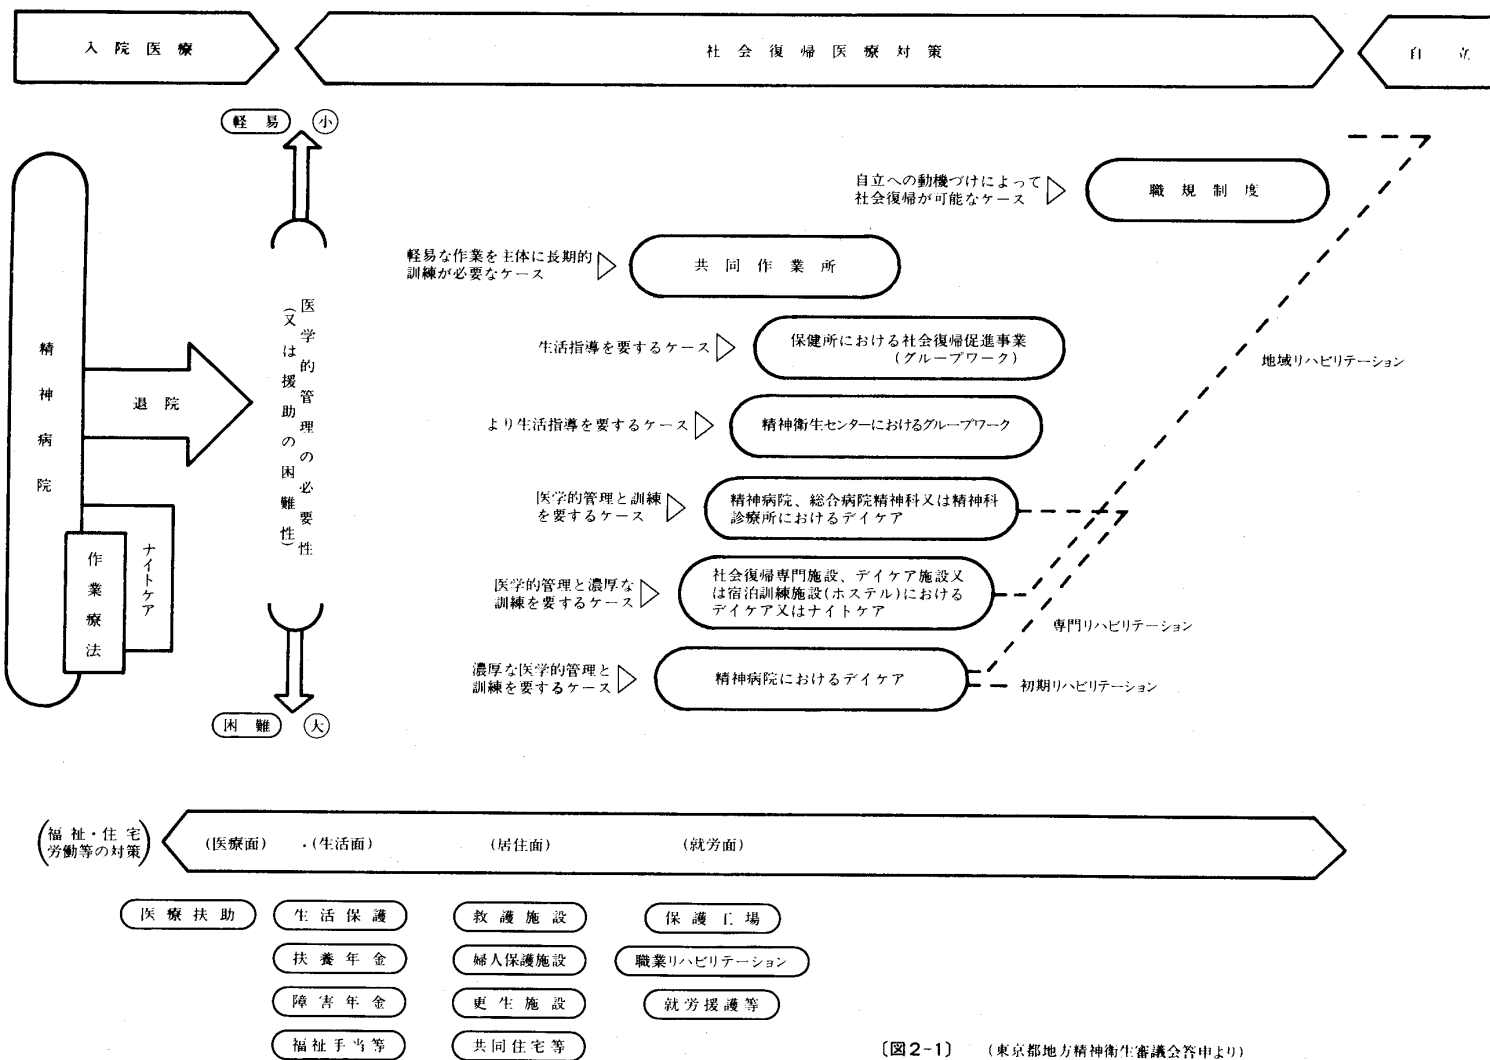 入院医療
社会復帰医療対策
自立
軽易 小
自立への動機づけによって
社会復帰が可能なケース
職規制度
軽易な作業を主体に長期的
訓練が必要なケース
共同作業所
生活指導を要するケース
保健所における社会復帰促進事業
(グループワーク)
地域リハビリテーション
精神病院
退院
医学的管理の必要性
(又は援助の困難性)
より生活指導を要するケース
精神衛生センターにおけるグループワーク
医学的管理と訓練
を要するケース
精神病院、総合病院精神科又は精神科
診療所におけるデイケア
ナイトケア
作業療法
医学的管理と濃厚な
訓練を要するケース
社会復帰専門施設、デイケア施設又
は宿泊訓練施設(ホステル)における
デイケア又はナイトケア
専門リハビリテーション
濃厚な医学的管理と
訓練を要するケース
精神病院におけるデイケア
初期リハビリテーション
困難 大
(福祉・住宅
労働等の対策)
(医療面) ・(生活面) (居住面) (就労面)
医療扶助 生活保護 救護施設 保護工場
扶養年金 婦人保護施設 職業リハビリテーション
障害年金 更生施設 就労援護等
福祉手当等 共同住宅等
〔図2-1〕 (東京都地方精神衛生審議会答申より)